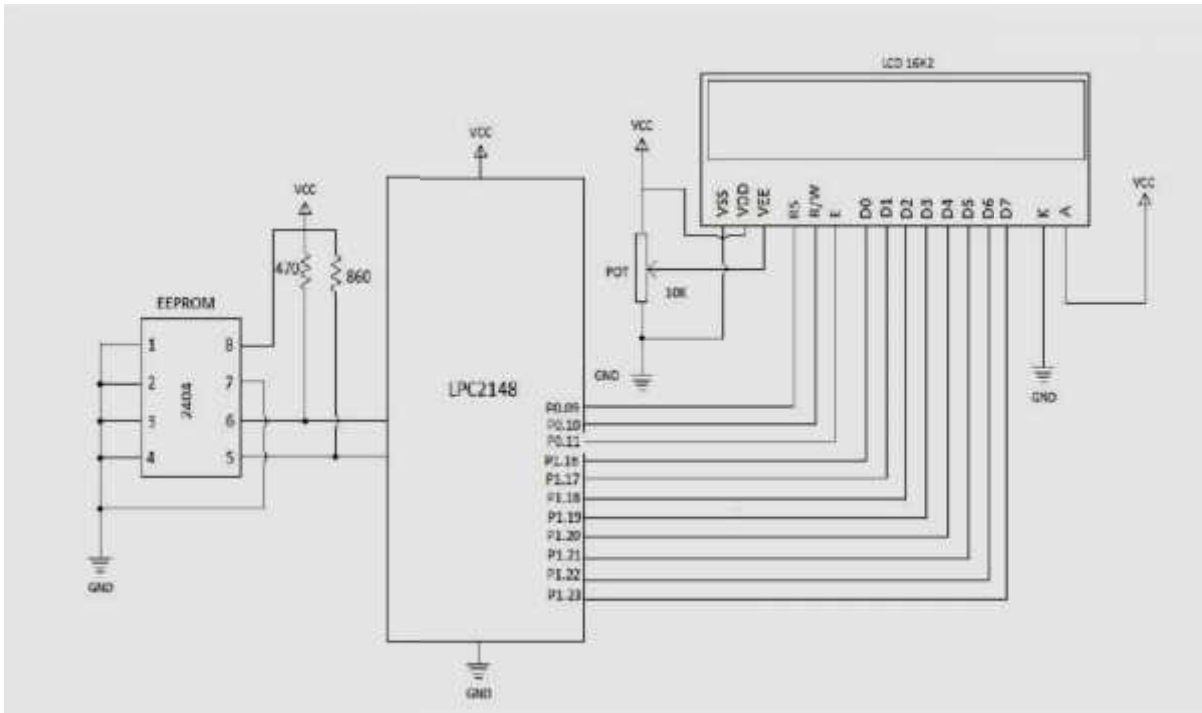 LCD 16X2
VCC
VCC
VCC
VCC
VSS
VDD
VEE
RS
R/W
E
D0
D1
D2
D3
D4
D5
D6
D7
K
A
470
860
POT
10K
EEPROM
1
2
3
4
8
7
6
5
2404
LPC2148
GND
GND
GND
GND
P0.09
P0.10
P0.11
P1.16
P1.17
P1.18
P1.19
P1.20
P1.21
P1.22
P1.23